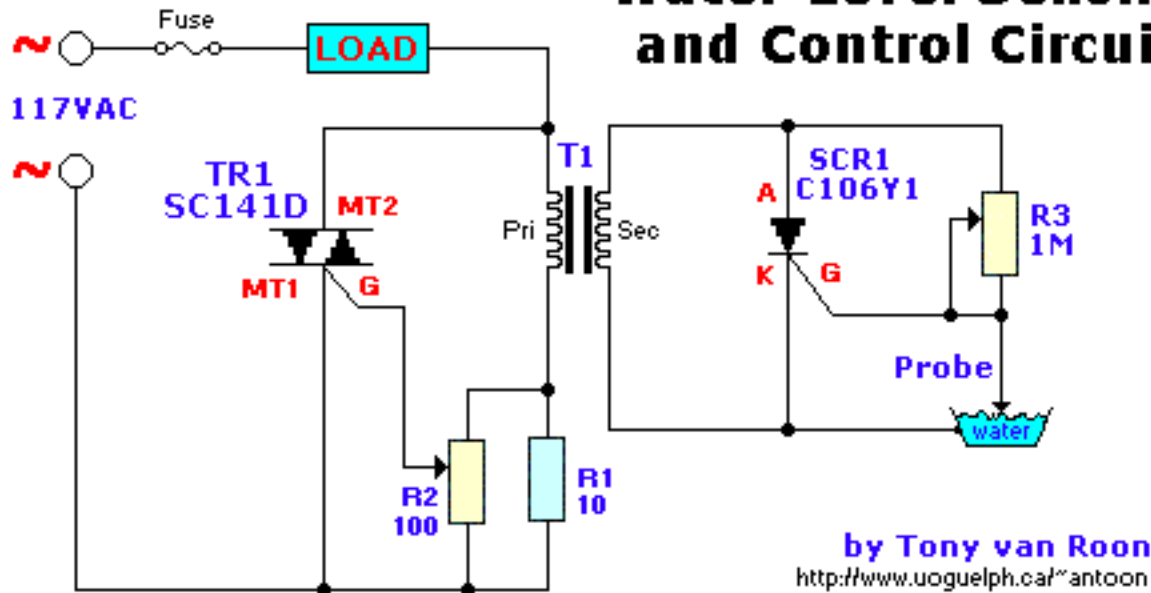 Fuse
LOAD
and Control Circui
117VAC
TR1
SC141D
MT2
MT1
G
T1
Pri
Sec
SCR1
C106Y1
A
K
G
R3
1M
Probe
water
R2
100
R1
10
by Tony van Roon
http://www.uoguelph.ca/~antoon